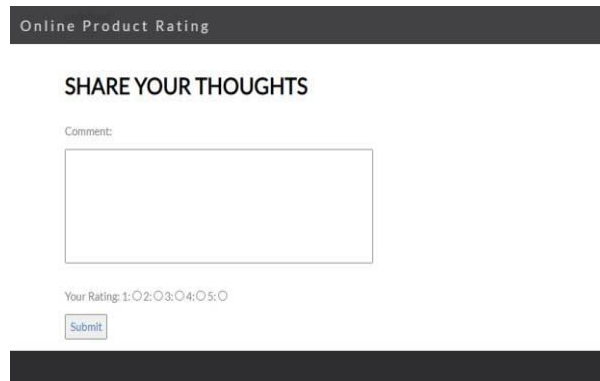 Online Product Rating
SHARE YOUR THOUGHTS
Comment:
Your Rating: 1: 2: 3: 4: 5:
Submit